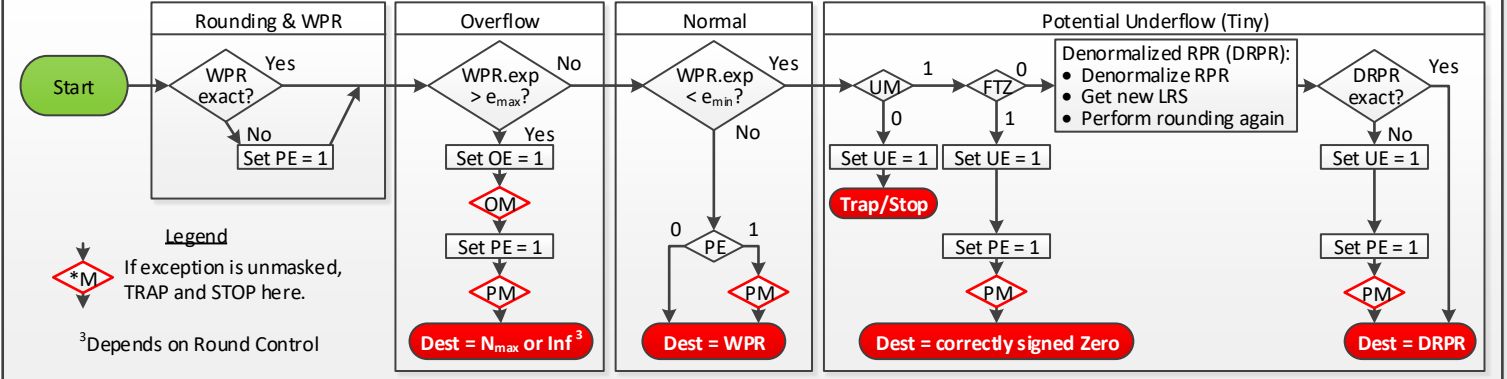 Rounding & WPR
Start
WPR
exact?
Yes
No
Set PE = 1
Legend
*M
If exception is unmasked,
TRAP and STOP here.
³Depends on Round Control
Overflow
WPR.exp
> eₘₐₓ?
No
Yes
Set OE = 1
OM
Set PE = 1
PM
Dest = Nₘₐₓ or Inf ³
Normal
WPR.exp
< eₘᵢₙ?
Yes
No
0
PE
1
PM
Dest = WPR
Potential Underflow (Tiny)
UM
1
0
Set UE = 1
Trap/Stop
FTZ
0
1
Set UE = 1
Set PE = 1
PM
Dest = correctly signed Zero
Denormalized RPR (DRPR):
• Denormalize RPR
• Get new LRS
• Perform rounding again
DRPR
exact?
Yes
No
Set UE = 1
Set PE = 1
PM
Dest = DRPR